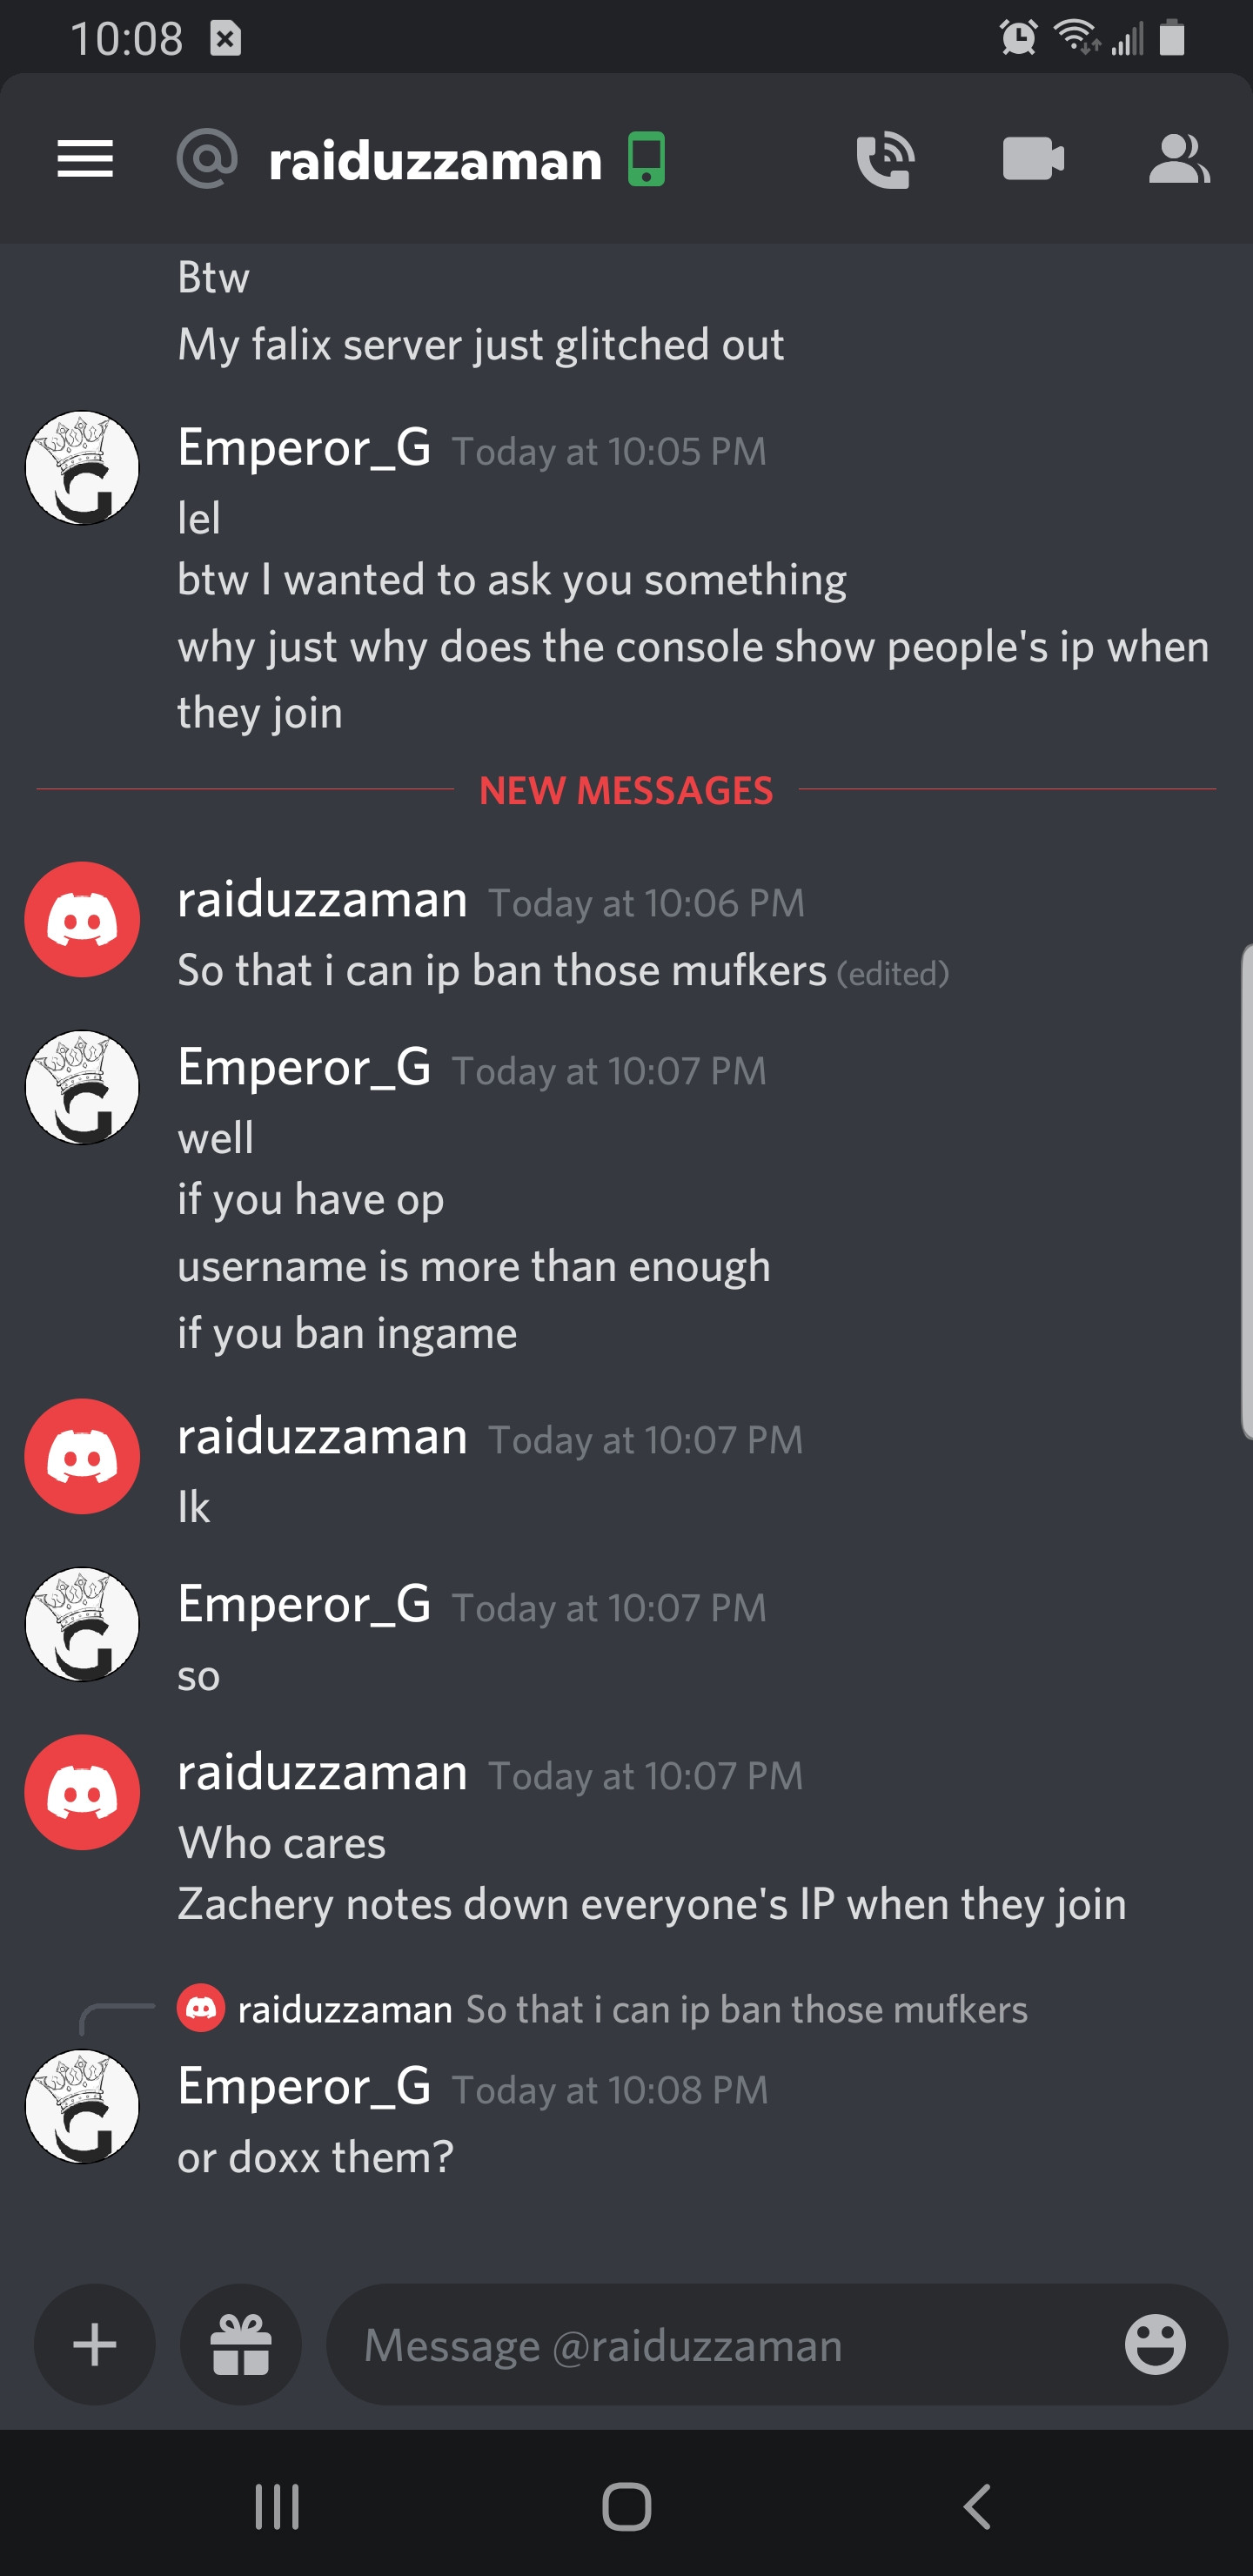 10:08
@ raiduzzaman
Btw
My falix server just glitched out
Emperor_G Today at 10:05 PM
lel
btw I wanted to ask you something
why just why does the console show people's ip when
they join
NEW MESSAGES
raiduzzaman Today at 10:06 PM
So that i can ip ban those mufkers (edited)
Emperor_G Today at 10:07 PM
well
if you have op
username is more than enough
if you ban ingame
raiduzzaman Today at 10:07 PM
Ik
Emperor_G Today at 10:07 PM
so
raiduzzaman Today at 10:07 PM
Who cares
Zachery notes down everyone's IP when they join
raiduzzaman So that i can ip ban those mufkers
Emperor_G Today at 10:08 PM
or doxx them?
Message @raiduzzaman